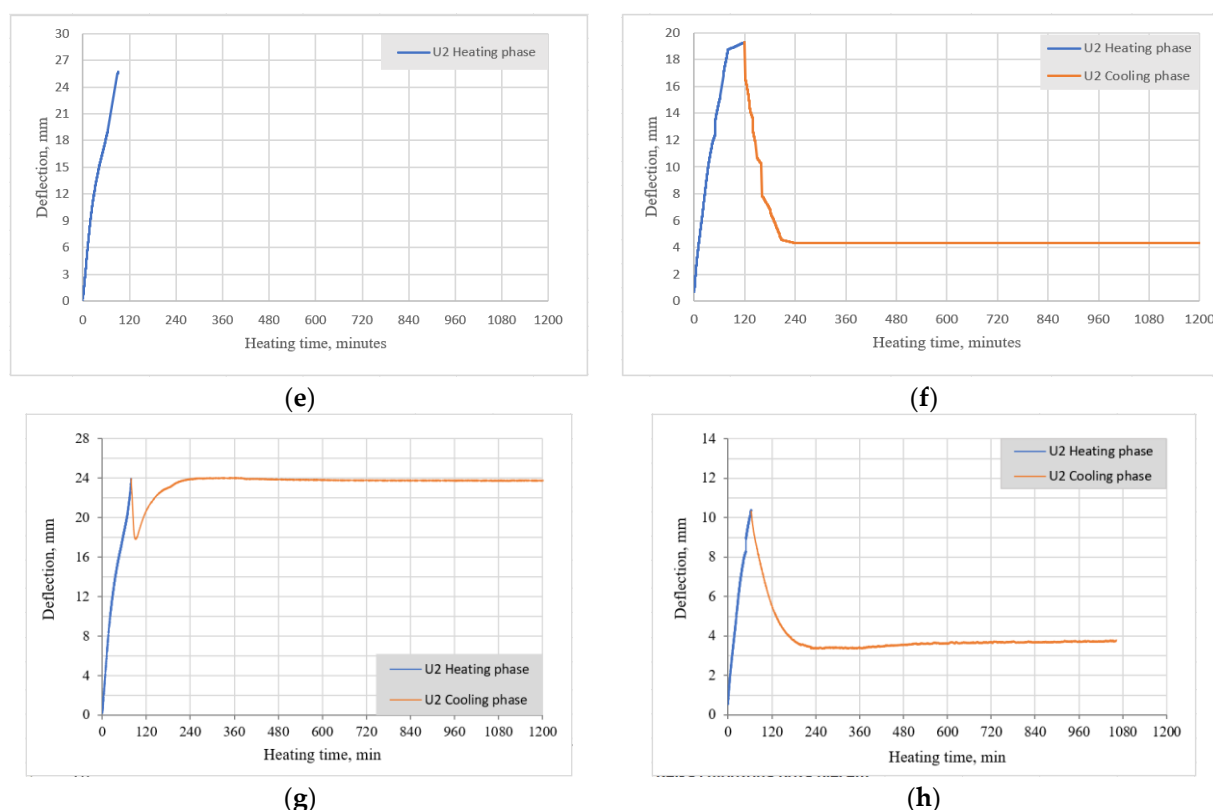 U2 Heating phase
Deflection, mm
30
27
24
21
18
15
12
9
6
3
0
0 120 240 360 480 600 720 840 960 1080 1200
Heating time, minutes
(e)
U2 Heating phase
U2 Cooling phase
Deflection, mm
20
18
16
14
12
10
8
6
4
2
0
0 120 240 360 480 600 720 840 960 1080 1200
Heating time, minutes
(f)
Deflection, mm
28
24
20
16
12
8
4
0
U2 Heating phase
U2 Cooling phase
0 120 240 360 480 600 720 840 960 1080 1200
Heating time, min
(g)
U2 Heating phase
U2 Cooling phase
Deflection, mm
14
12
10
8
6
4
2
0
0 120 240 360 480 600 720 840 960 1080 1200
Heating time, min
(h)